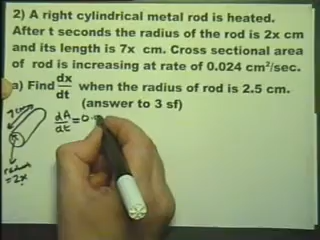 2) A right cylindrical metal rod is heated.
After t seconds the radius of the rod is 2x cm
and its length is 7x cm. Cross sectional area
of rod is increasing at rate of 0.024 cm²/sec.
a) Find dx/dt when the radius of rod is 2.5 cm.
(answer to 3 sf)
7x cm
dA/dt = 0.0
radius
= 2x